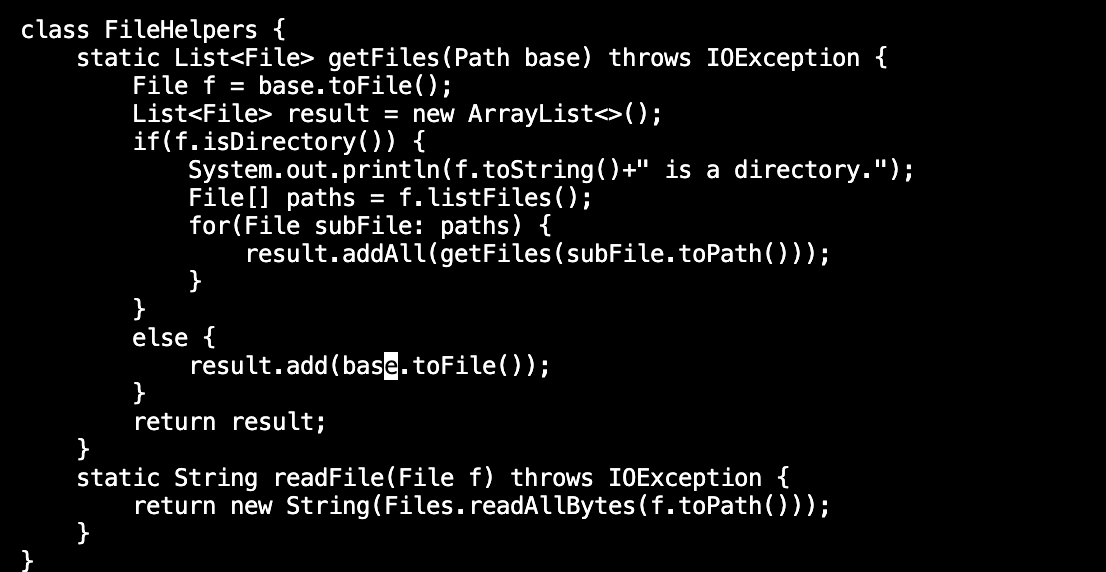 class FileHelpers {
    static List<File> getFiles(Path base) throws IOException {
        File f = base.toFile();
        List<File> result = new ArrayList<>();
        if(f.isDirectory()) {
            System.out.println(f.toString()+" is a directory.");
            File[] paths = f.listFiles();
            for(File subFile: paths) {
                result.addAll(getFiles(subFile.toPath()));
            }
        }
        else {
            result.add(base.toFile());
        }
        return result;
    }
    static String readFile(File f) throws IOException {
        return new String(Files.readAllBytes(f.toPath()));
    }
}